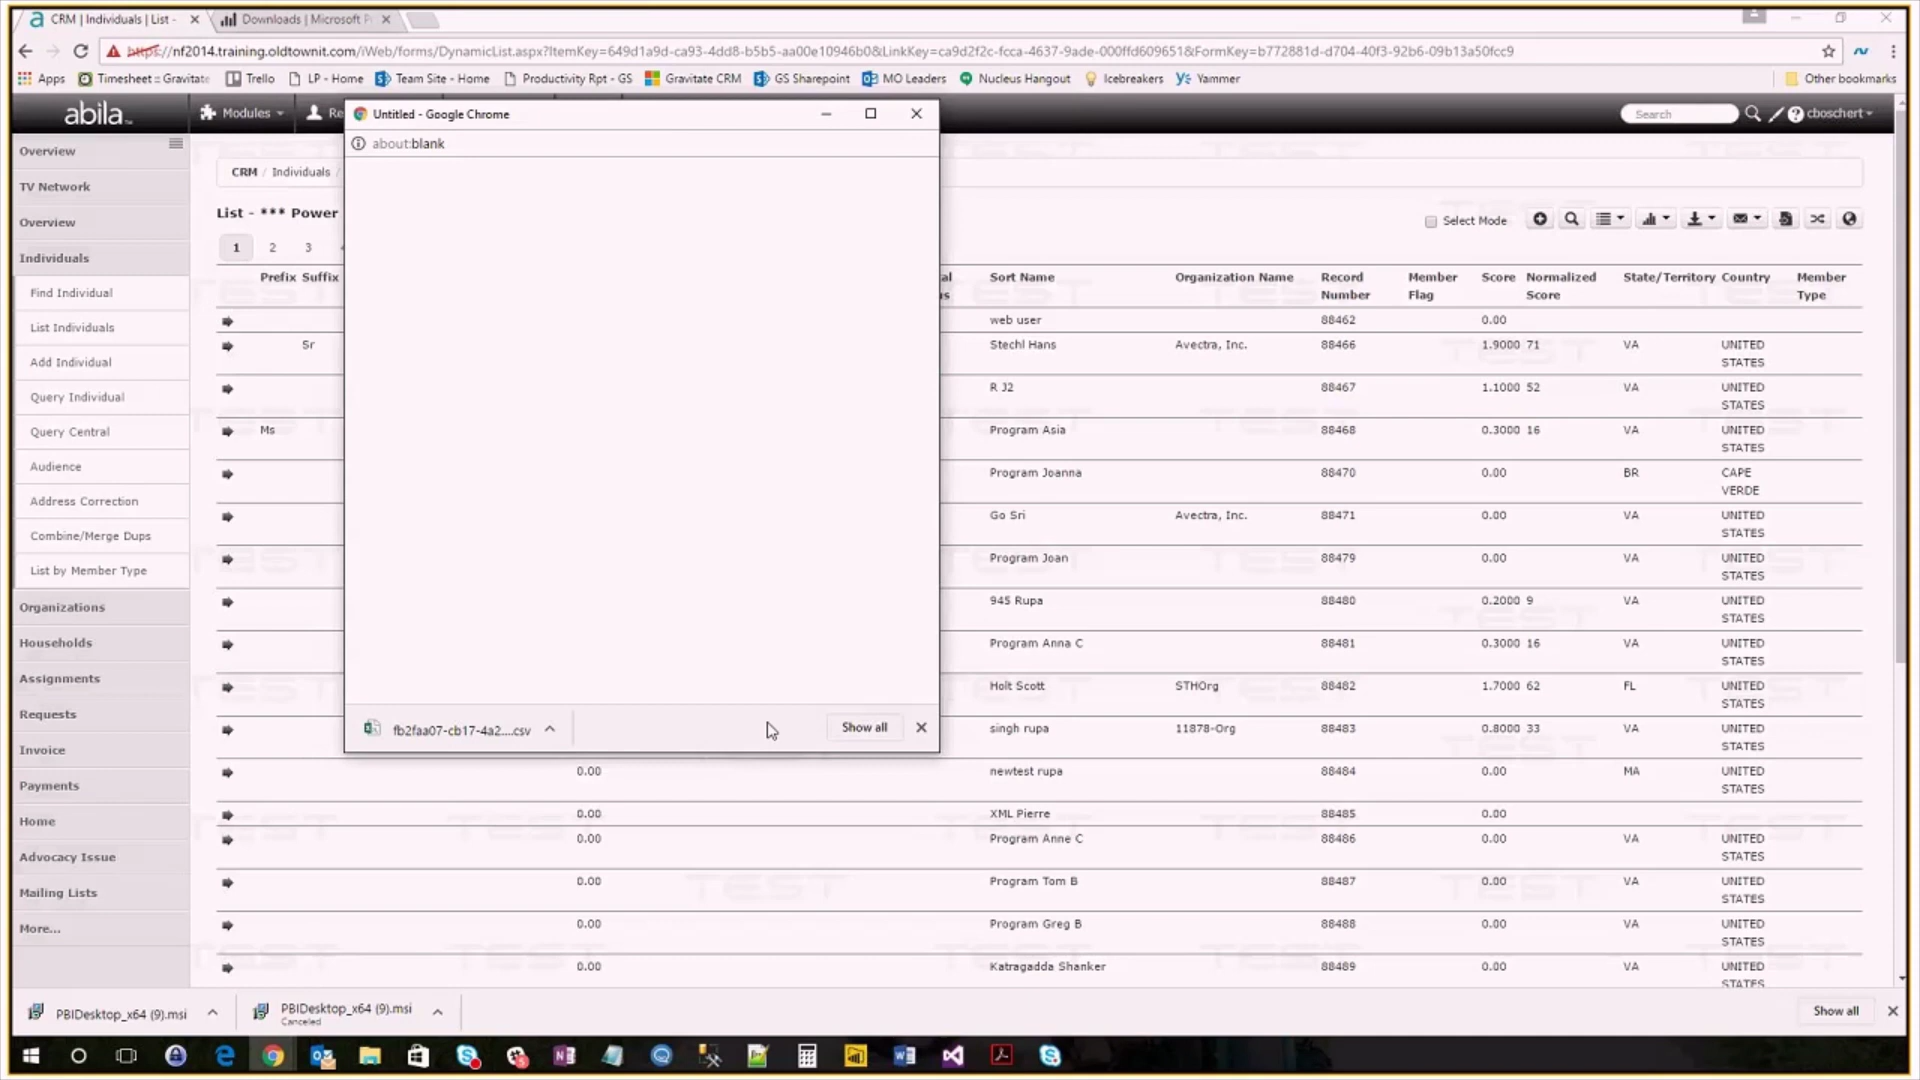 CRM | Individuals | List -
Downloads | Microsoft P
https://nf2014.training.oldtownit.com/iWeb/forms/DynamicList.aspx?ItemKey=649d1a9d-ca93-4dd8-b5b5-aa00e10946b0&LinkKey=ca9d2f2c-fcca-4637-9ade-000ffd609651&FormKey=b772881d-d704-40f3-92b6-09b13a50fcc9
Apps Timesheet :: Gravitate Trello LP - Home Team Site - Home Productivity Rpt - GS Gravitate CRM GS Sharepoint MO Leaders Nucleus Hangout Icebreakers Yammer Other bookmarks
abila Modules Re Search cboschert
Untitled - Google Chrome
about:blank
Overview
TV Network
Overview
Individuals
Find Individual
List Individuals
Add Individual
Query Individual
Query Central
Audience
Address Correction
Combine/Merge Dups
List by Member Type
Organizations
Households
Assignments
Requests
Invoice
Payments
Home
Advocacy Issue
Mailing Lists
More...
CRM / Individuals /
List - *** Power
Select Mode
1 2 3
Prefix Suffix Sort Name Organization Name Record Number Member Flag Score Normalized Score State/Territory Country Member Type
web user 88462 0.00
Sr Stechl Hans Avectra, Inc. 88466 1.9000 71 VA UNITED STATES
R J2 88467 1.1000 52 VA UNITED STATES
Ms Program Asia 88468 0.3000 16 VA UNITED STATES
Program Joanna 88470 0.00 BR CAPE VERDE
Go Sri Avectra, Inc. 88471 0.00 VA UNITED STATES
Program Joan 88479 0.00 VA UNITED STATES
945 Rupa 88480 0.2000 9 VA UNITED STATES
Program Anna C 88481 0.3000 16 VA UNITED STATES
Holt Scott STHOrg 88482 1.7000 62 FL UNITED STATES
singh rupa 11878-Org 88483 0.8000 33 VA UNITED STATES
0.00 newtest rupa 88484 0.00 MA UNITED STATES
0.00 XML Pierre 88485 0.00
0.00 Program Anne C 88486 0.00 VA UNITED STATES
0.00 Program Tom B 88487 0.00 VA UNITED STATES
0.00 Program Greg B 88488 0.00 VA UNITED STATES
0.00 Katragadda Shanker 88489 0.00 VA UNITED STATES
TEST
fb2faa07-cb17-4a2....csv
Show all
PBIDesktop_x64 (9).msi
PBIDesktop_x64 (9).msi
Canceled
Show all